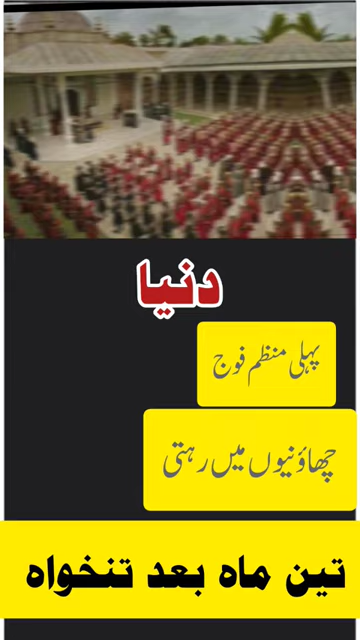 دنیا
پہلی منظم فوج
چھاؤنیوں میں رہتی
تین ماہ بعد تنخواہ